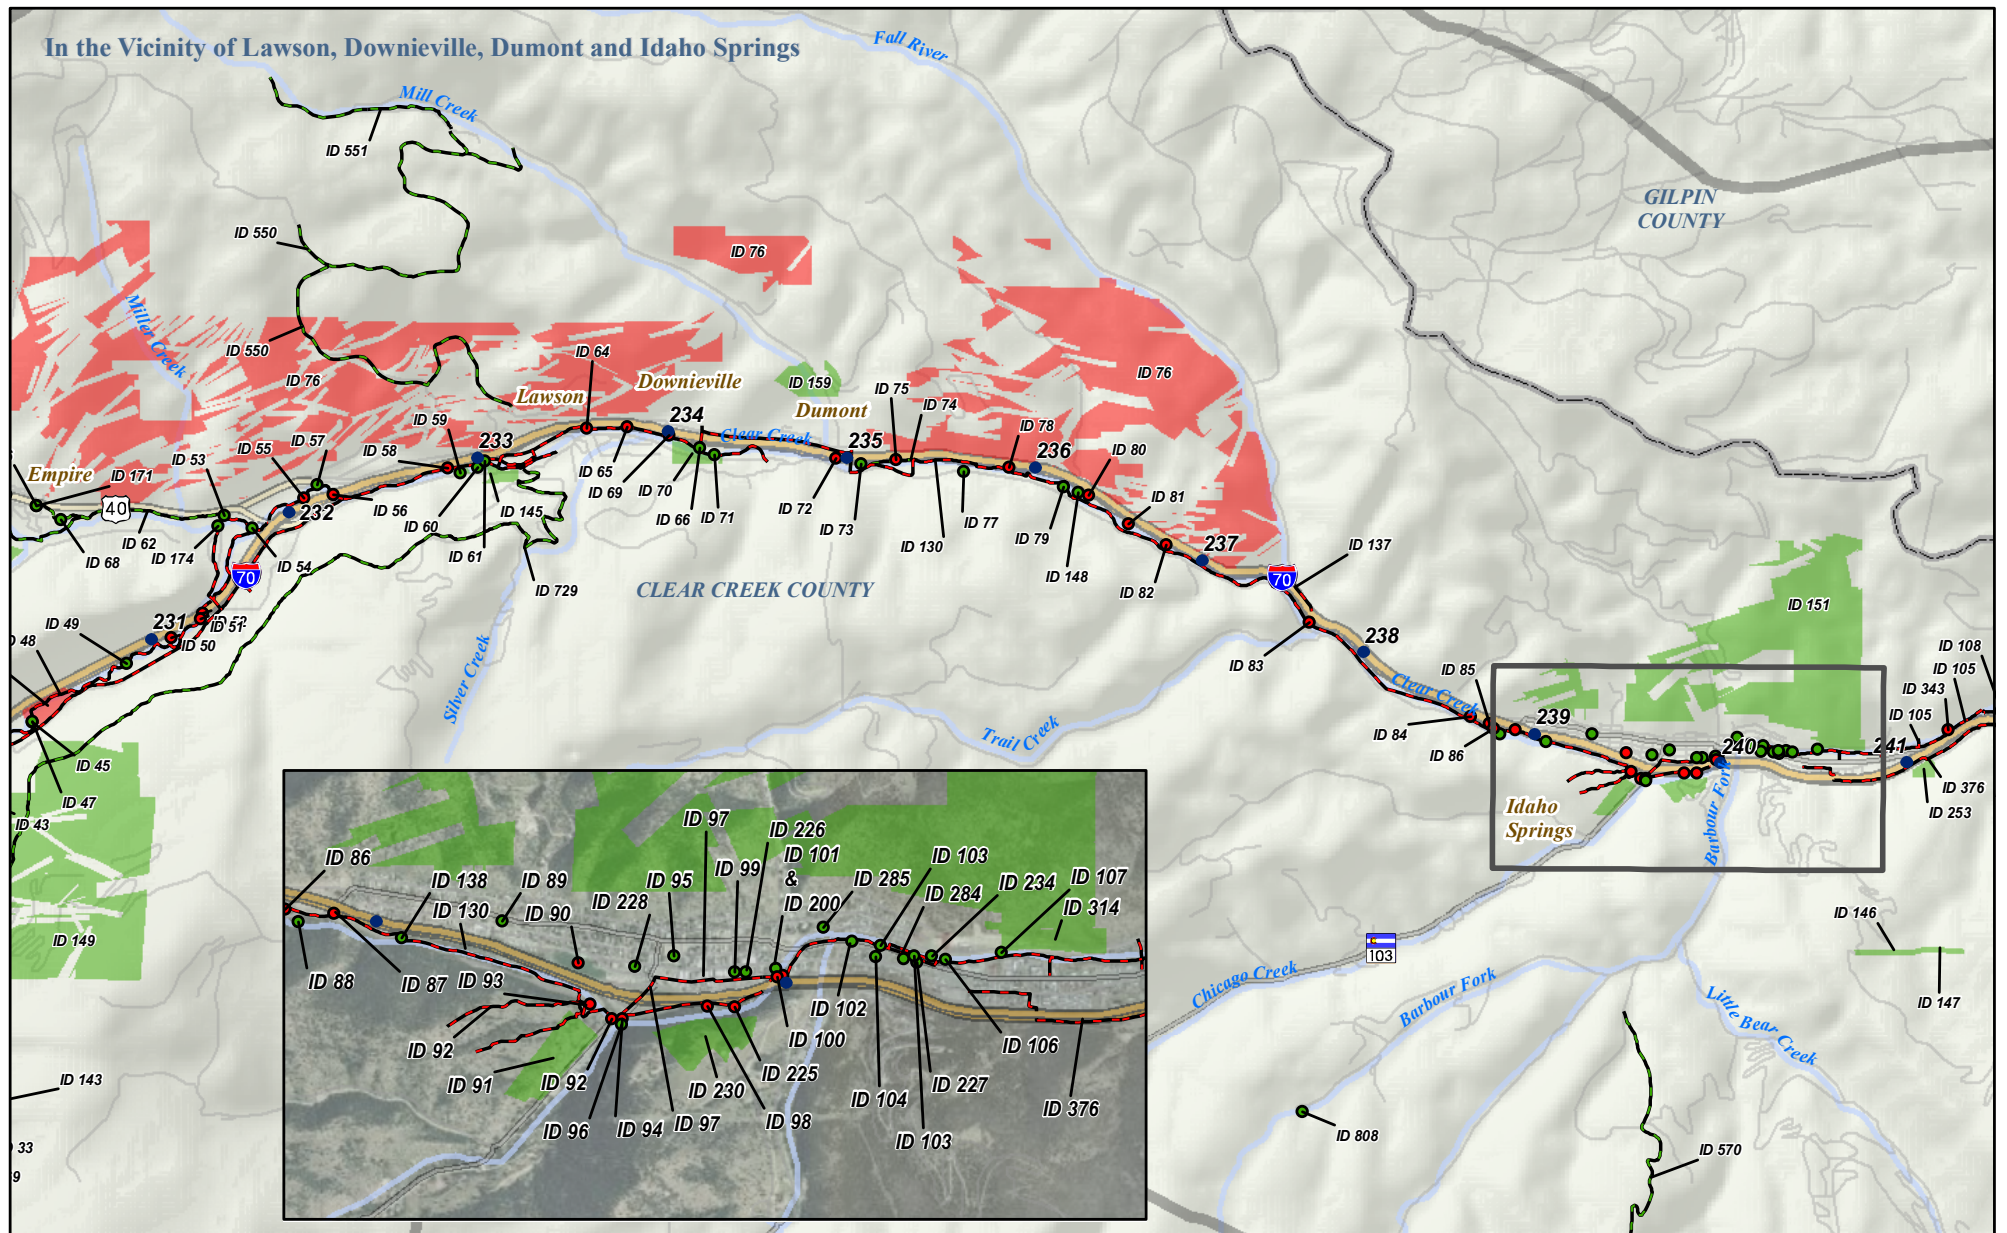 In the Vicinity of Lawson, Downieville, Dumont and Idaho Springs
Fall River
Mill Creek
ID 551
GILPIN
COUNTY
ID 550
ID 76
Miller Creek
ID 550
ID 76
ID 64
Downieville
ID 159
ID 75
ID 74
ID 76
Lawson
Dumont
ID 59
234
Clear Creek
ID 78
ID 57
ID 55
ID 58
233
235
236
ID 80
ID 53
Empire
ID 171
ID 65
ID 69
ID 70
40
232
ID 56
ID 145
ID 66
ID 71
ID 72
ID 73
ID 77
ID 81
ID 62
ID 174
ID 60
ID 61
ID 130
ID 79
ID 68
ID 54
ID 148
237
ID 137
70
70
ID 729
CLEAR CREEK COUNTY
ID 82
ID 151
ID 49
231
ID 51
ID 50
48
238
ID 83
ID 85
Clear Creek
ID 108
ID 105
ID 343
Silver Creek
Trail Creek
ID 84
ID 86
239
240
ID 105
241
ID 45
ID 47
ID 43
Idaho
Springs
Barbour Fork
ID 376
ID 253
ID 149
ID 97
ID 226
ID 101
&
ID 200
ID 86
ID 138
ID 89
ID 99
ID 285
ID 103
ID 284
ID 234
ID 107
ID 314
ID 130
ID 90
ID 228
ID 95
ID 88
ID 87
ID 93
ID 102
ID 100
ID 106
ID 92
ID 91
ID 92
ID 230
ID 225
ID 104
ID 227
ID 376
ID 96
ID 94
ID 97
ID 98
ID 103
ID 146
103
ID 147
Chicago Creek
Barbour Fork
Little Bear Creek
ID 143
33
ID 808
ID 570